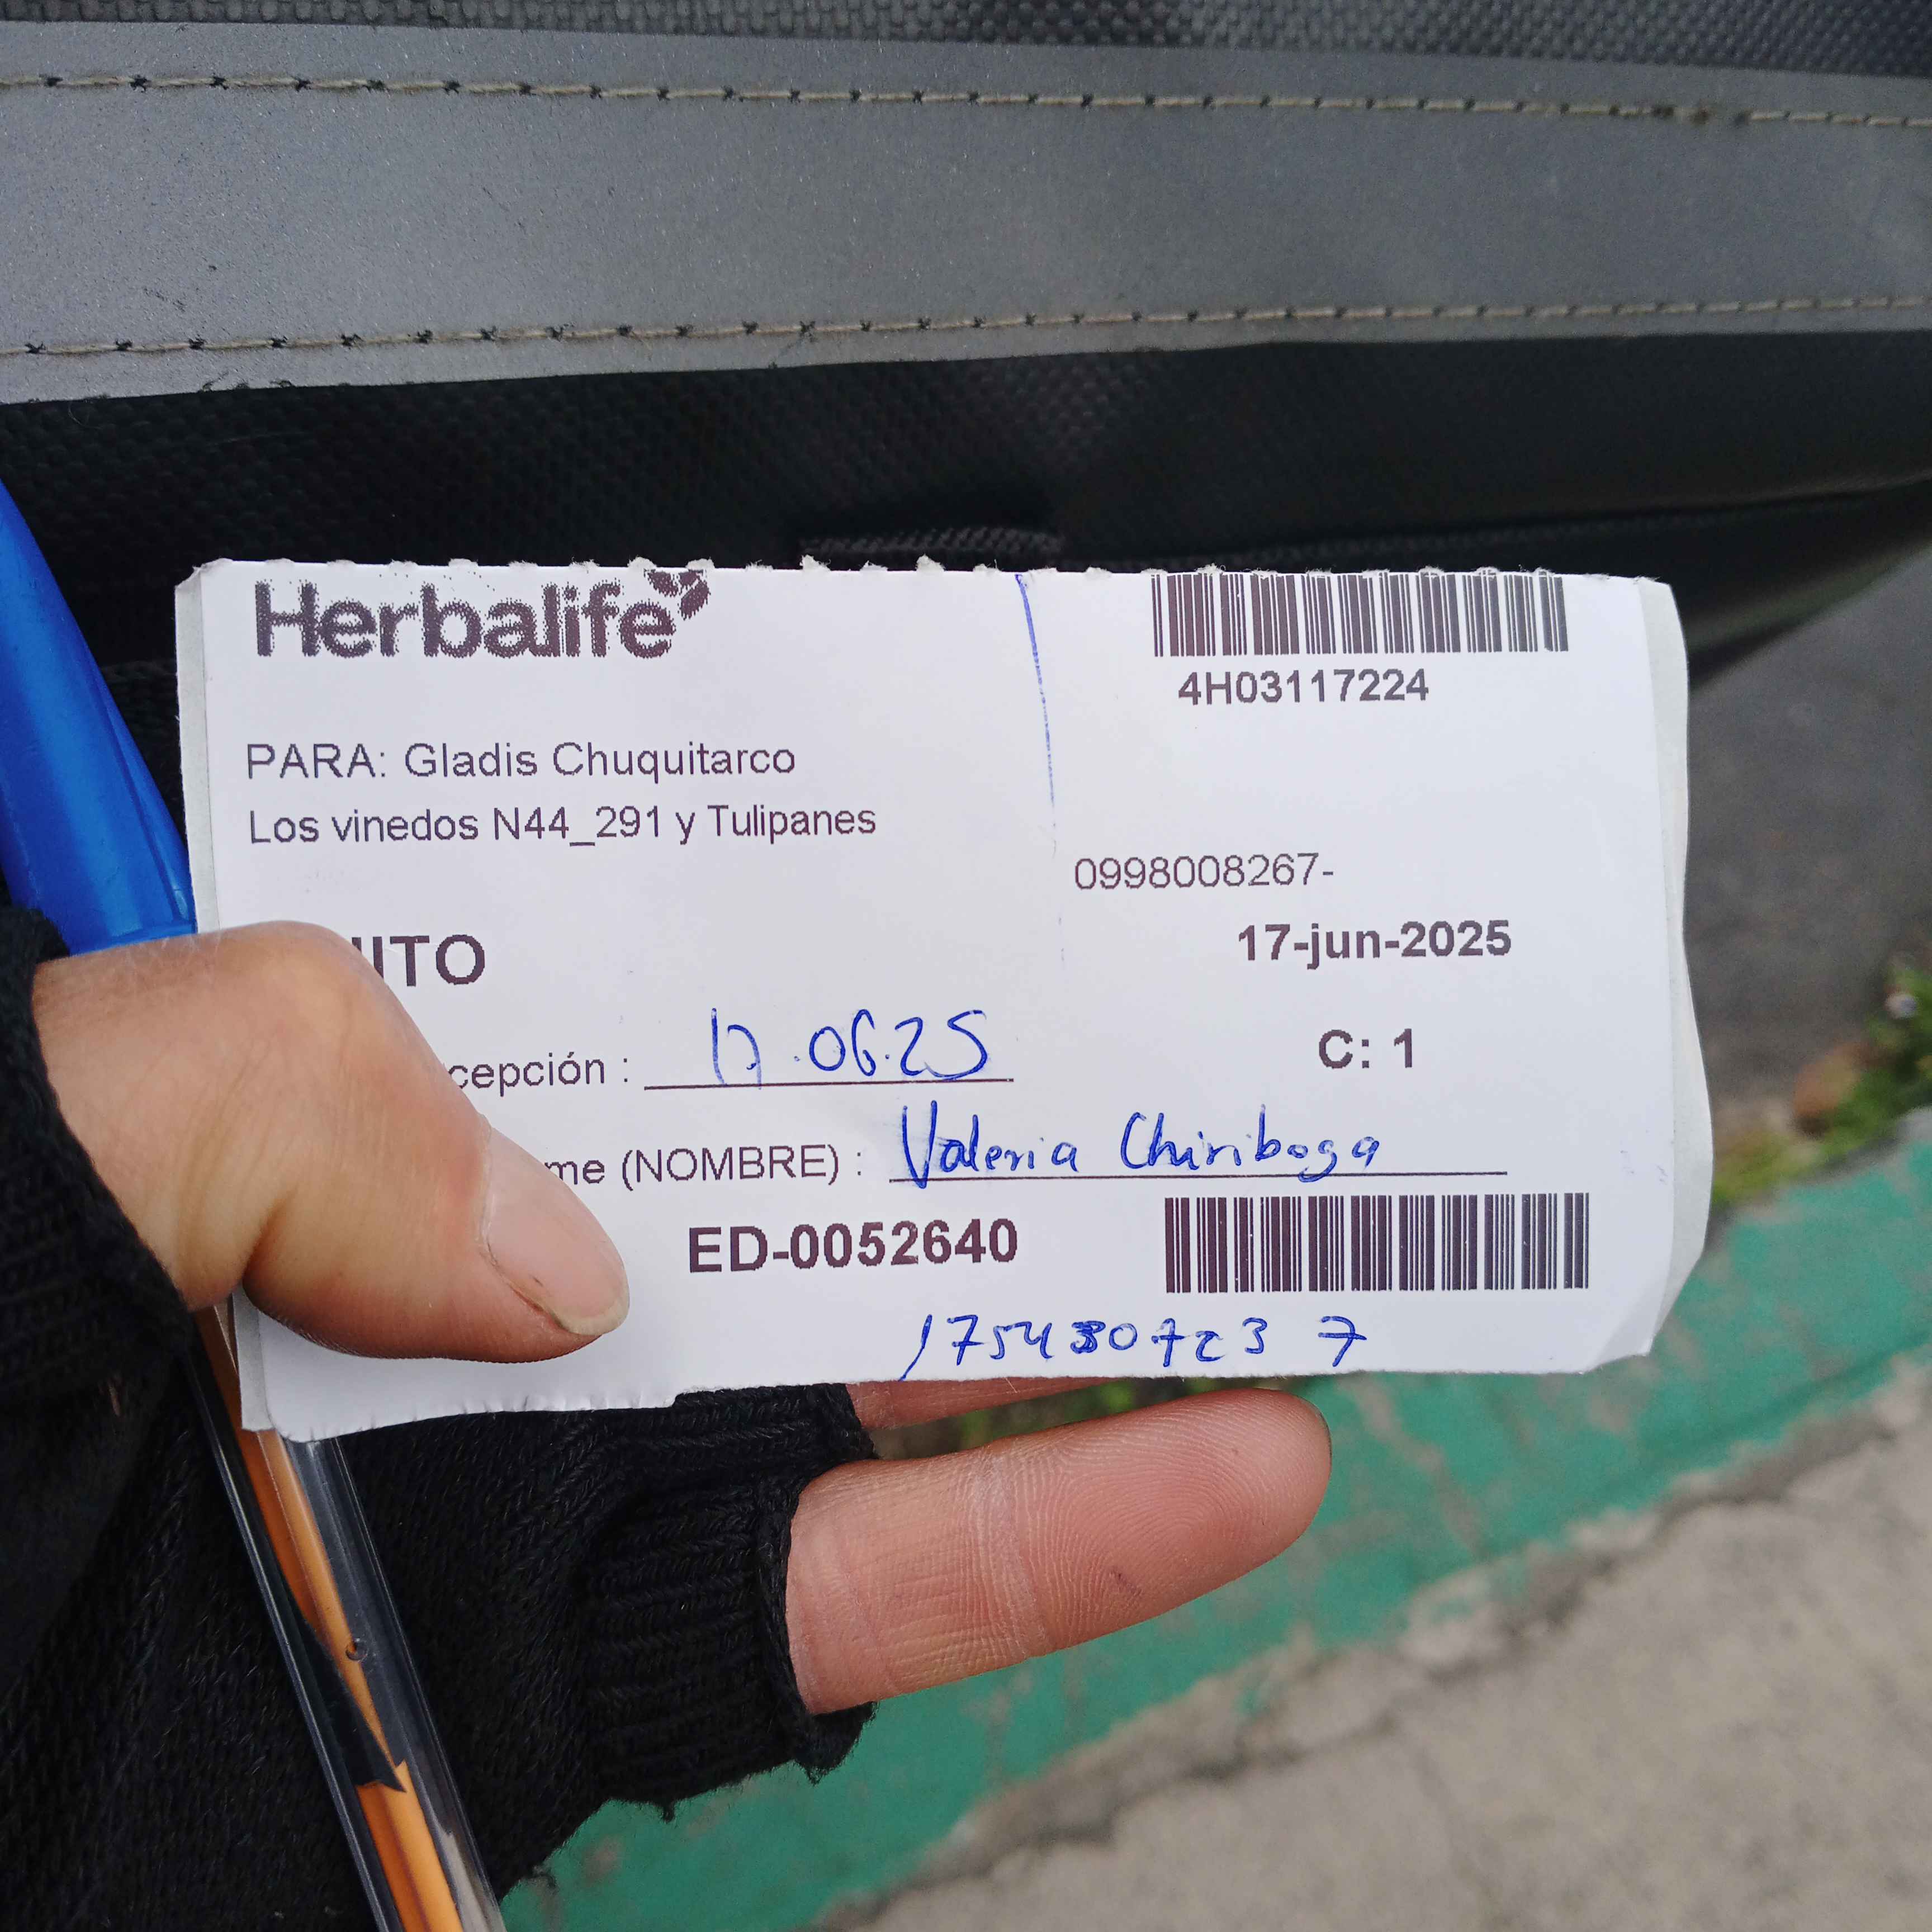 Herbalife
4H03117224
PARA: Gladis Chuquitarco
Los vinedos N44_291 y Tulipanes
0998008267-
ITO
17-jun-2025
cepción : 17.06.25
C: 1
me (NOMBRE) : Valeria Chiriboga
ED-0052640
1754307237